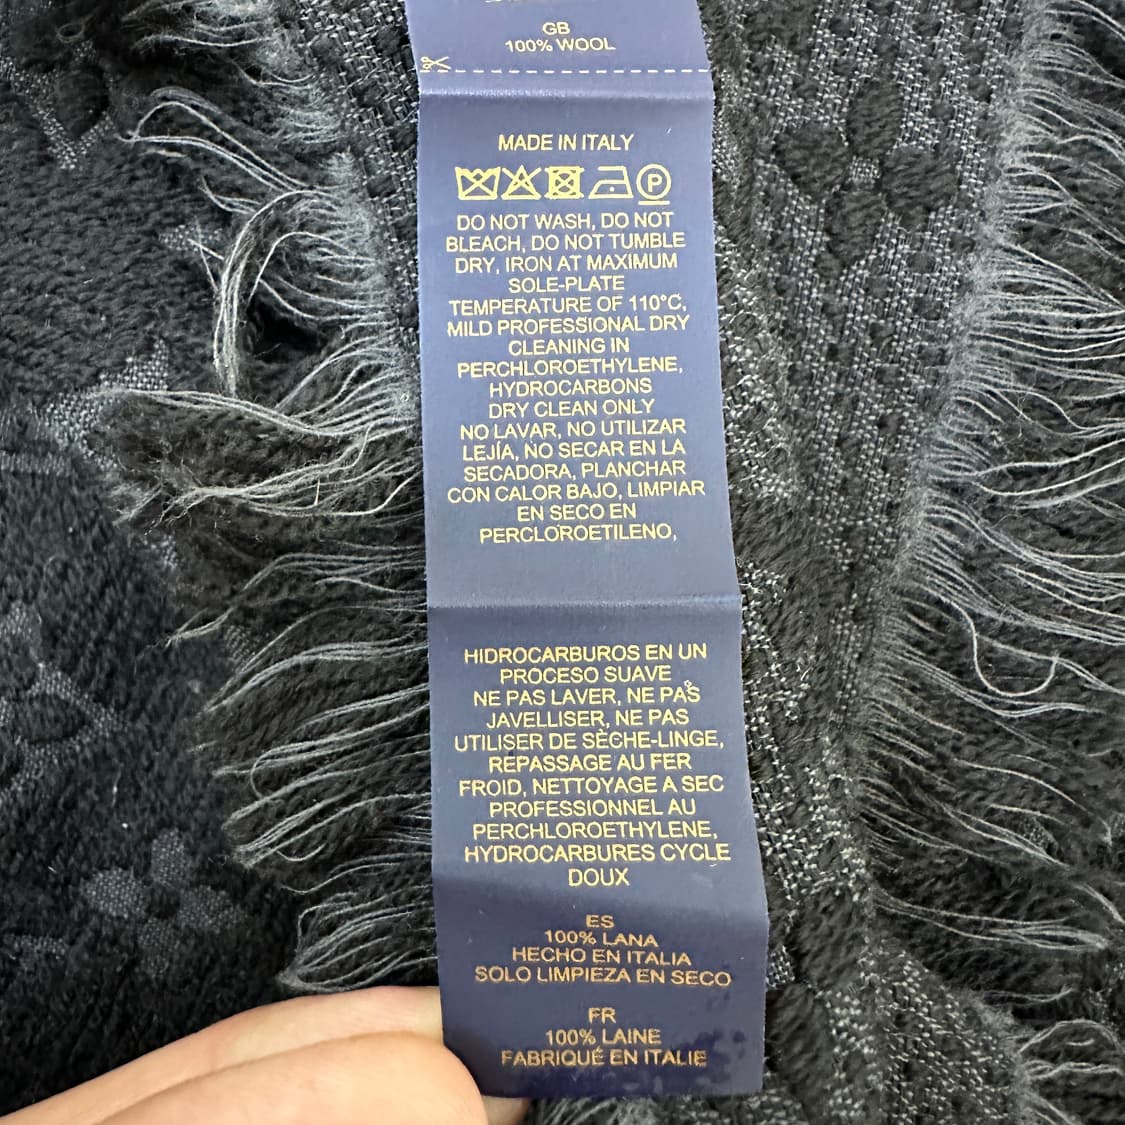 GB
100% WOOL
MADE IN ITALY
P
DO NOT WASH, DO NOT
BLEACH, DO NOT TUMBLE
DRY, IRON AT MAXIMUM
SOLE-PLATE
TEMPERATURE OF 110°C,
MILD PROFESSIONAL DRY
CLEANING IN
PERCHLOROETHYLENE,
HYDROCARBONS
DRY CLEAN ONLY
NO LAVAR, NO UTILIZAR
LEJÍA, NO SECAR EN LA
SECADORA, PLANCHAR
CON CALOR BAJO, LIMPIAR
EN SECO EN
PERCLOROETILENO,
HIDROCARBUROS EN UN
PROCESO SUAVE
NE PAS LAVER, NE PAS
JAVELLISER, NE PAS
UTILISER DE SÈCHE-LINGE,
REPASSAGE AU FER
FROID, NETTOYAGE A SEC
PROFESSIONNEL AU
PERCHLOROETHYLENE,
HYDROCARBURES CYCLE
DOUX
ES
100% LANA
HECHO EN ITALIA
SOLO LIMPIEZA EN SECO
FR
100% LAINE
FABRIQUÉ EN ITALIE